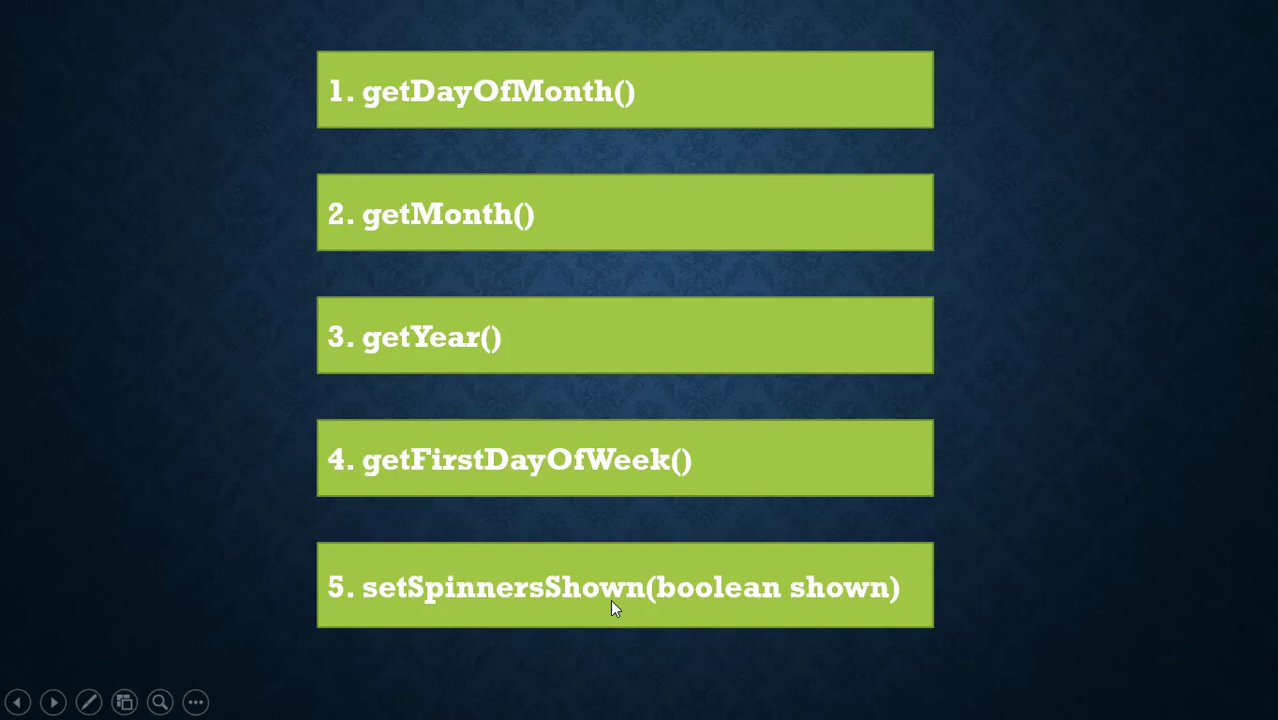 1. getDayOfMonth()
2. getMonth()
3. getYear()
4. getFirstDayOfWeek()
5. setSpinnersShown(boolean shown)